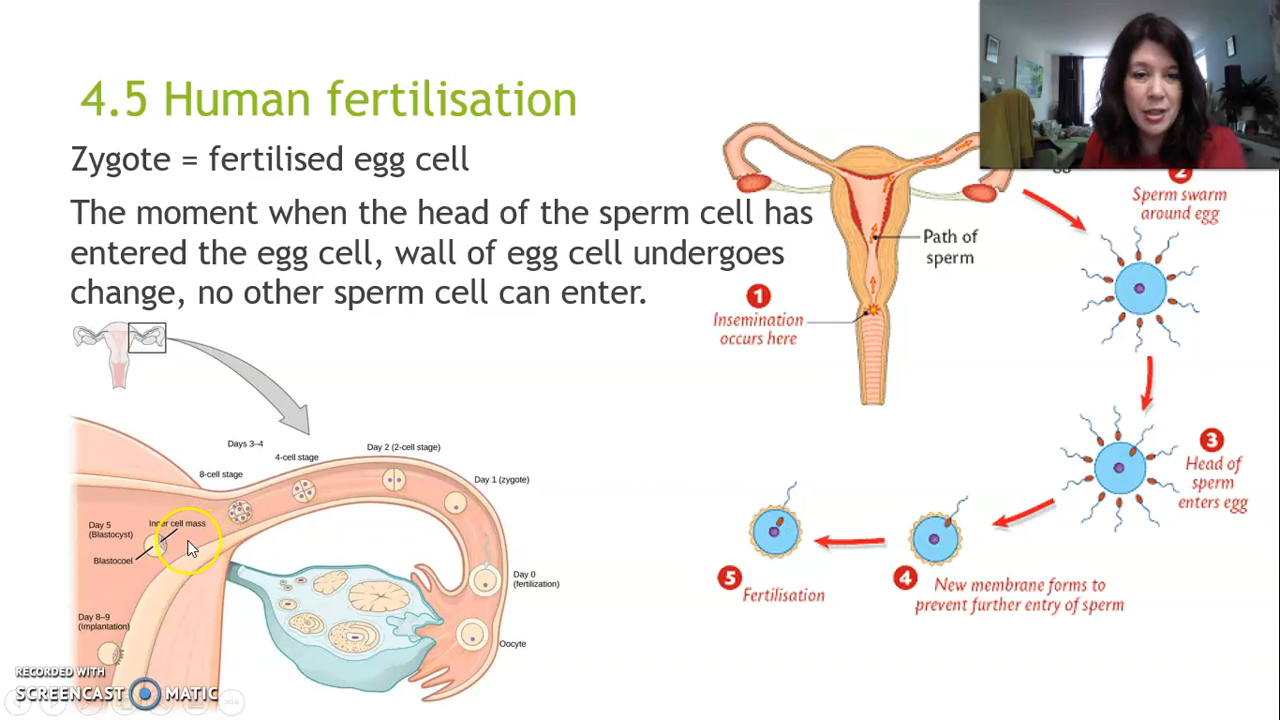 4.5 Human fertilisation
Zygote = fertilised egg cell
The moment when the head of the sperm cell has
entered the egg cell, wall of egg cell undergoes
change, no other sperm cell can enter.
Path of
sperm
1
Insemination
occurs here
2
Sperm swarm
around egg
3
Head of
sperm
enters egg
4
New membrane forms to
prevent further entry of sperm
5
Fertilisation
Days 3–4
Day 2 (2-cell stage)
4-cell stage
8-cell stage
Day 1 (zygote)
Inner cell mass
Day 5
(Blastocyst)
Blastocoel
Day 0
(fertilization)
Day 8–9
(Implantation)
Oocyte
RECORDED WITH
SCREENCAST MATIC